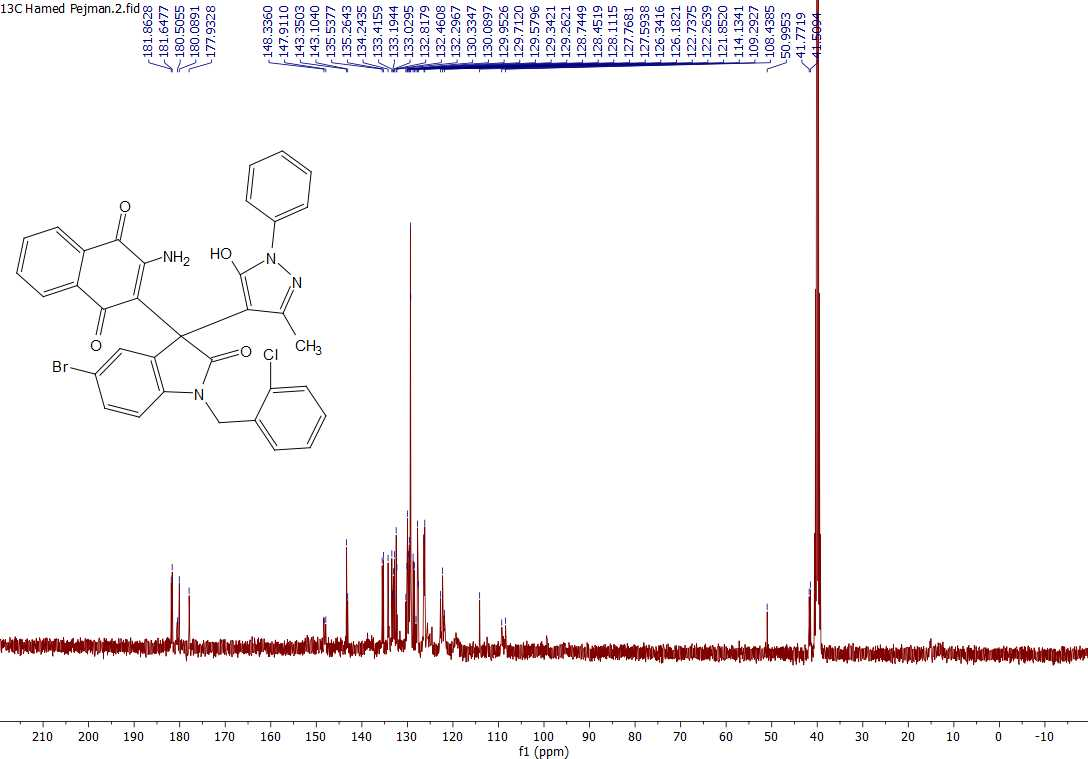 13C Hamed Pejman.2.fid
181.8628
181.6477
180.5055
180.0891
177.9328
148.3360
147.9110
143.3503
143.1040
135.5377
135.2643
134.2435
133.4159
133.1944
133.0295
132.8179
132.4608
132.2967
130.3347
130.0897
129.9526
129.7120
129.5796
129.3421
129.2621
128.7449
128.4519
128.1115
127.7681
127.5938
126.3416
126.1821
122.7375
122.2639
121.8520
114.1341
109.2927
108.4385
50.9953
41.7719
41.5094
O
NH2
HO
N
N
O
CH3
O
Cl
Br
N
210 200 190 180 170 160 150 140 130 120 110 100 90 80 70 60 50 40 30 20 10 0 -10
f1 (ppm)